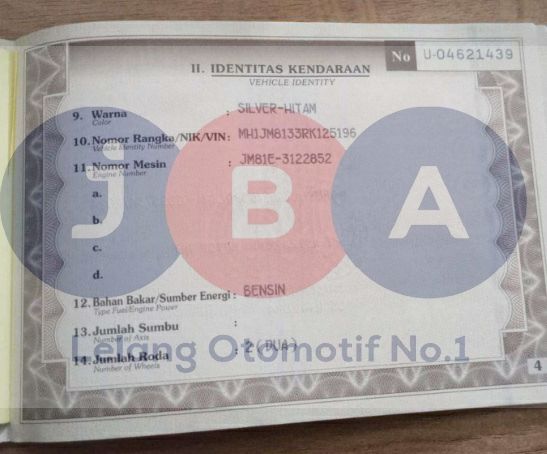 No U-04621439
II. IDENTITAS KENDARAAN
VEHICLE IDENTITY
9. Warna : SILVER-HITAM
Color
10. Nomor Rangka/NIK/VIN : MH1JM8133RK125196
Vehicle Identity Number
11. Nomor Mesin : JM81E-3122852
Engine Number
a.
b.
c.
d.
JBA
12. Bahan Bakar/Sumber Energi : BENSIN
Type Fuel/Engine Power
13. Jumlah Sumbu :
Number of Axis
Lelang Otomotif No.1
14. Jumlah Roda : 2 (DUA)
Number of Wheels
4